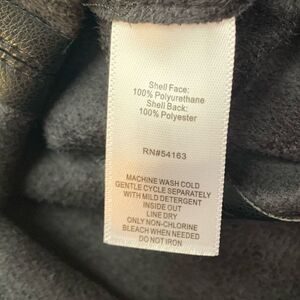 Shell Face:
100% Polyurethane
Shell Back:
100% Polyester
RN#54163
MACHINE WASH COLD
GENTLE CYCLE SEPARATELY
WITH MILD DETERGENT
INSIDE OUT
LINE DRY
ONLY NON-CHLORINE
BLEACH WHEN NEEDED
DO NOT IRON